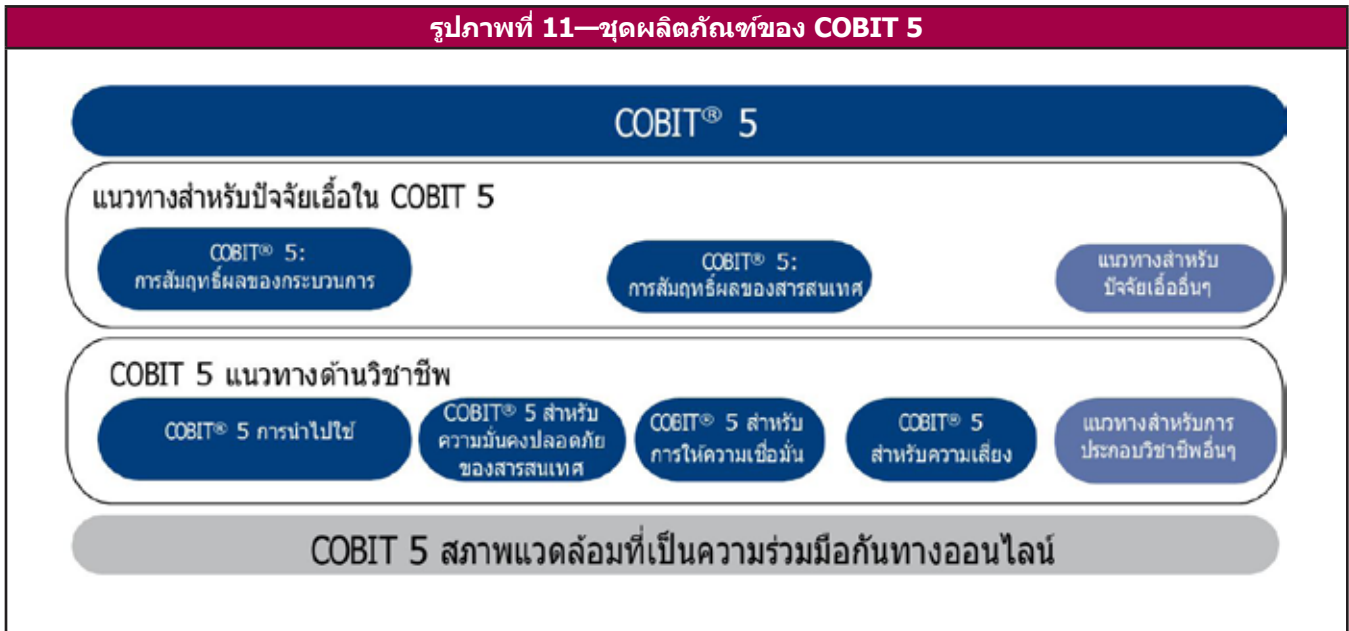 รูปภาพที่ 11—ชุดผลิตภัณฑ์ของ COBIT 5
COBIT® 5
แนวทางสำหรับปัจจัยเอื้อใน COBIT 5
COBIT® 5:
การสัมฤทธิ์ผลของกระบวนการ
COBIT® 5:
การสัมฤทธิ์ผลของสารสนเทศ
แนวทางสำหรับ
ปัจจัยเอื้ออื่นๆ
COBIT 5 แนวทางด้านวิชาชีพ
COBIT® 5 การนำไปใช้
COBIT® 5 สำหรับ
ความมั่นคงปลอดภัย
ของสารสนเทศ
COBIT® 5 สำหรับ
การให้ความเชื่อมั่น
COBIT® 5
สำหรับความเสี่ยง
แนวทางสำหรับการ
ประกอบวิชาชีพอื่นๆ
COBIT 5 สภาพแวดล้อมที่เป็นความร่วมมือกันทางออนไลน์